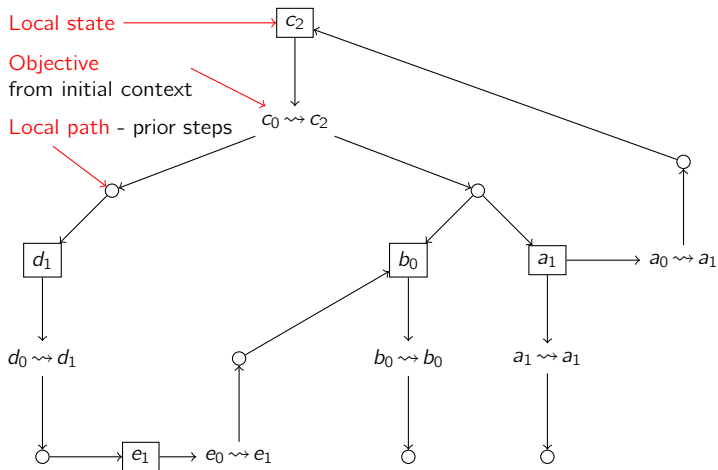 Local state
c₂
Objective
from initial context
c₀ ⇝ c₂
Local path - prior steps
d₁
b₀
a₁
a₀ ⇝ a₁
d₀ ⇝ d₁
b₀ ⇝ b₀
a₁ ⇝ a₁
e₁
e₀ ⇝ e₁